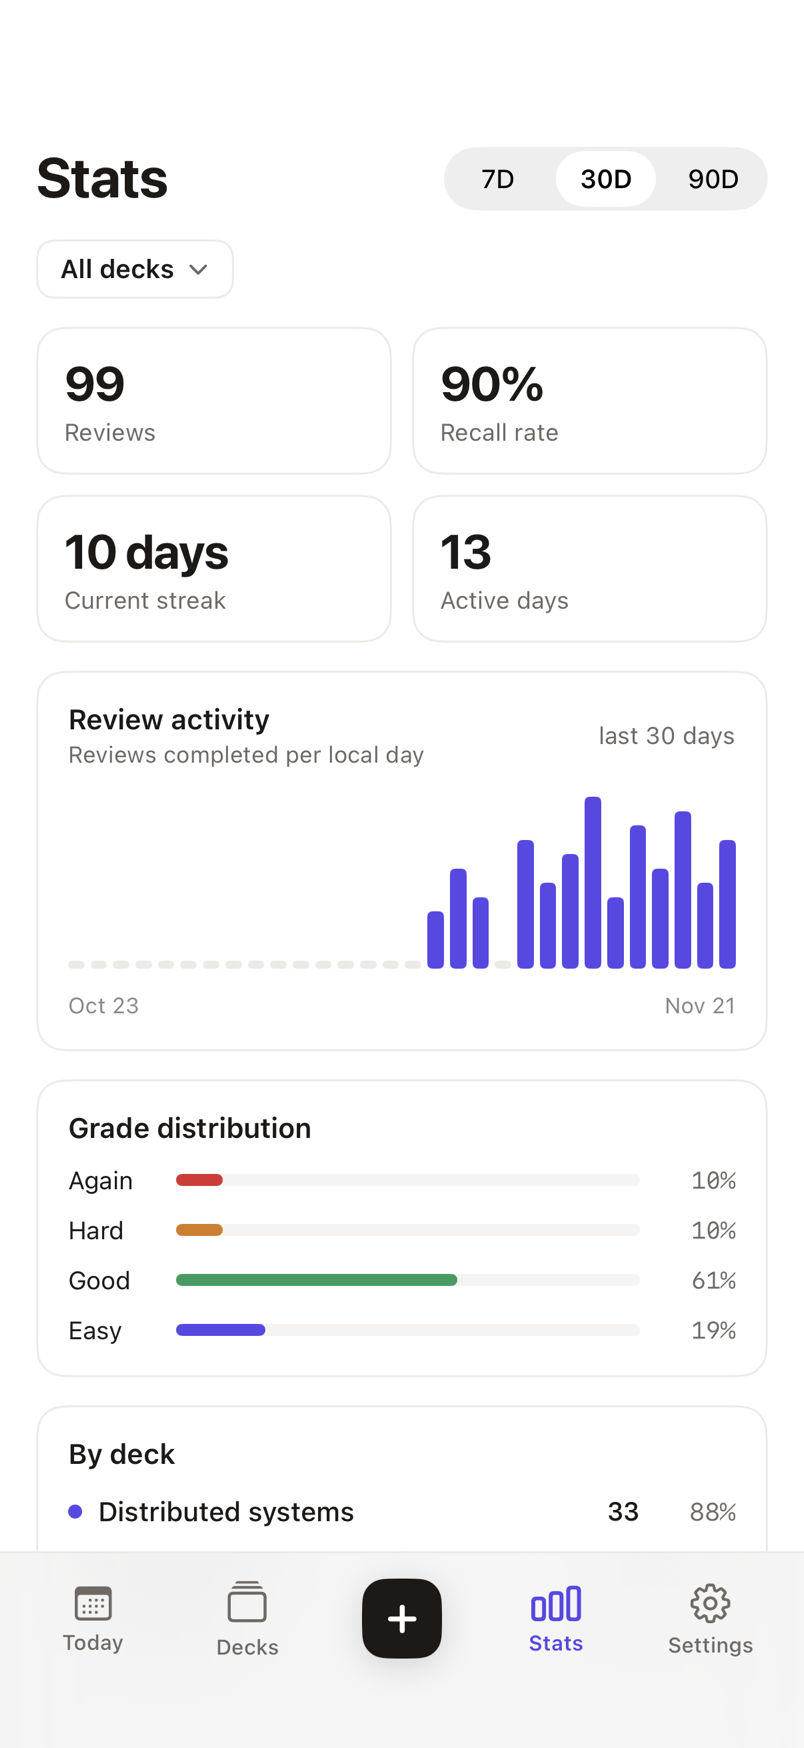 Stats
7D 30D 90D
All decks
99
Reviews
90%
Recall rate
10 days
Current streak
13
Active days
Review activity
Reviews completed per local day
last 30 days
Oct 23 Nov 21
Grade distribution
Again 10%
Hard 10%
Good 61%
Easy 19%
By deck
Distributed systems 33 88%
Today Decks Stats Settings